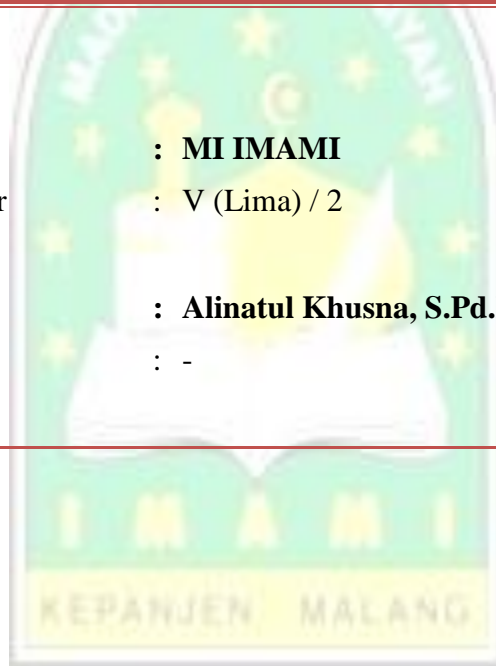 : MI IMAMI
r : V (Lima) / 2
: Alinatul Khusna, S.Pd.
: -
I M A M I
KEPANJEN MALANG